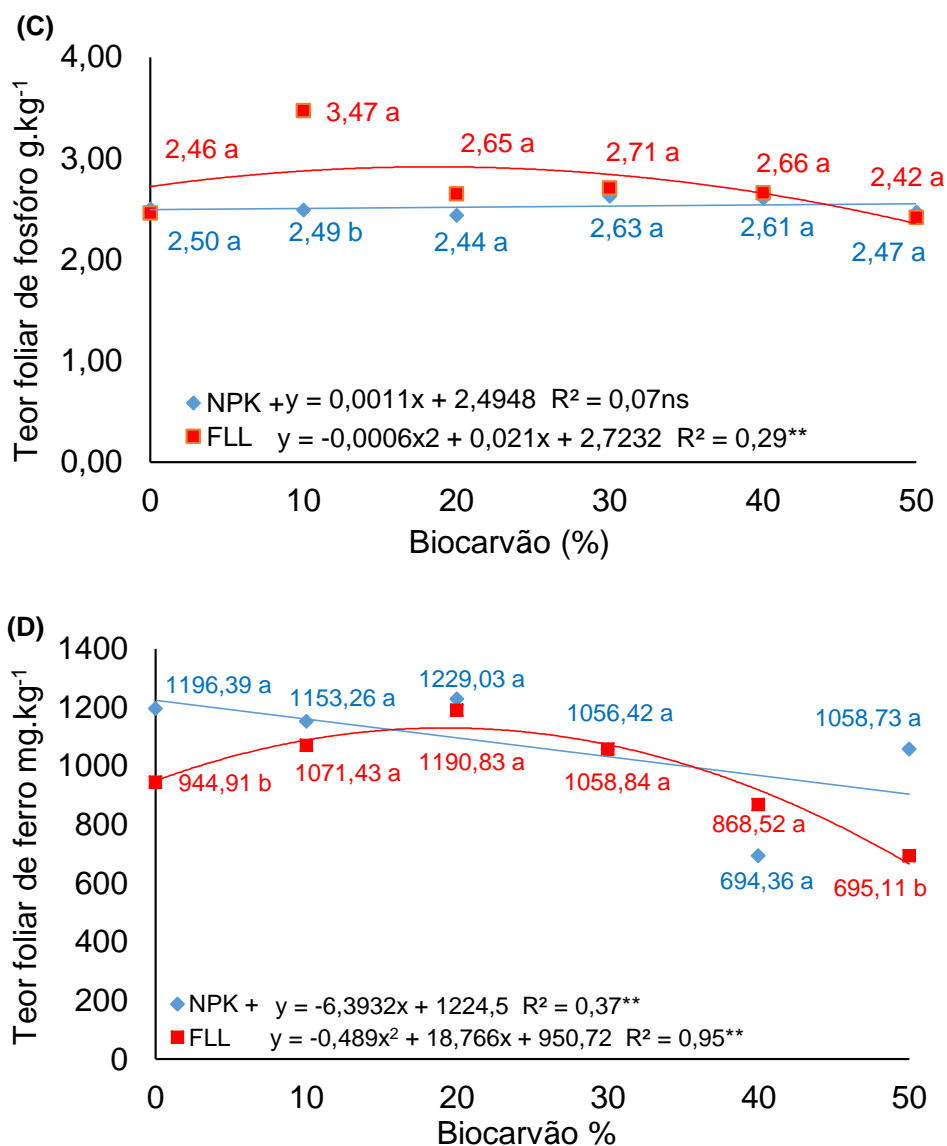 (C)
4,00
3,00
2,00
1,00
0,00
Teor foliar de fosfóro g.kg-1
2,46 a
3,47 a
2,65 a
2,71 a
2,66 a
2,42 a
2,50 a
2,49 b
2,44 a
2,63 a
2,61 a
2,47 a
NPK + y = 0,0011x + 2,4948 R² = 0,07ns
FLL y = -0,0006x2 + 0,021x + 2,7232 R² = 0,29**
0 10 20 30 40 50
Biocarvão (%)
(D)
1400
1200
1000
800
600
400
200
0
Teor foliar de ferro mg.kg-1
1196,39 a
1153,26 a
1229,03 a
1056,42 a
1058,73 a
944,91 b
1071,43 a
1190,83 a
1058,84 a
868,52 a
694,36 a
695,11 b
NPK + y = -6,3932x + 1224,5 R² = 0,37**
FLL y = -0,489x² + 18,766x + 950,72 R² = 0,95**
0 10 20 30 40 50
Biocarvão %